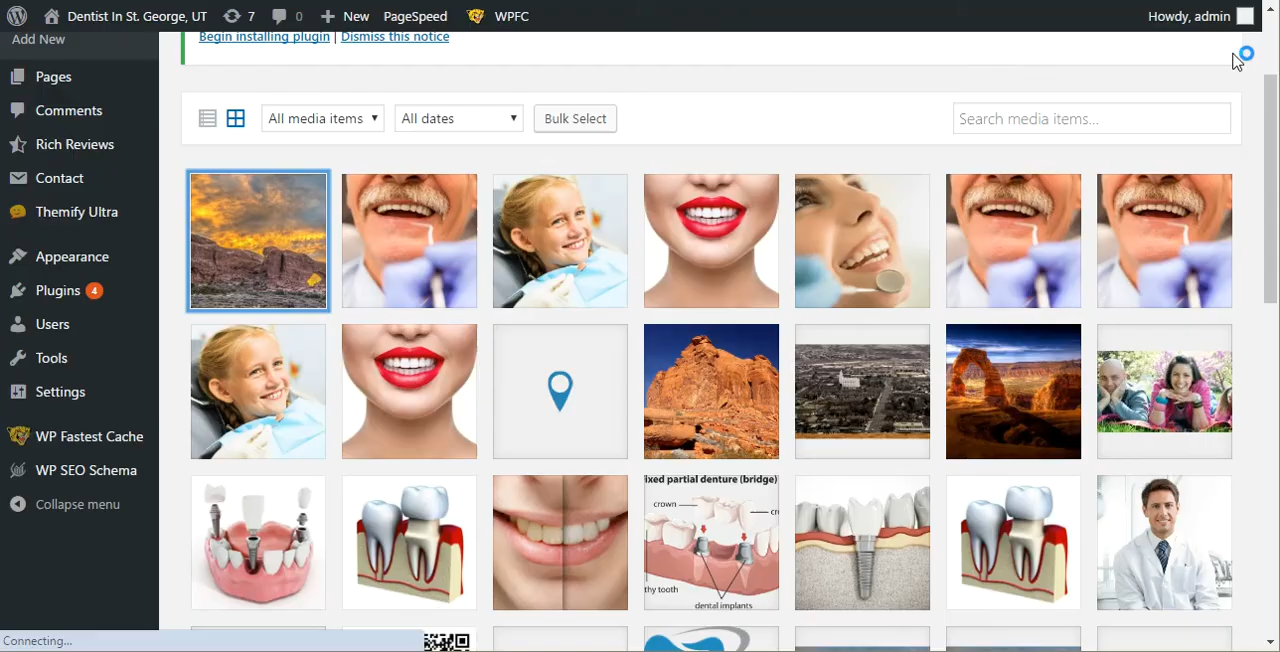 Dentist In St. George, UT 7 0 New PageSpeed WPFC Howdy, admin
Add New
Begin installing plugin | Dismiss this notice
Pages
Comments
Rich Reviews
Contact
Themify Ultra
Appearance
Plugins 4
Users
Tools
Settings
WP Fastest Cache
WP SEO Schema
Collapse menu
All media items All dates Bulk Select Search media items...
ixed partial denture (bridge)
crown
cr
thy tooth
dental implants
Connecting...